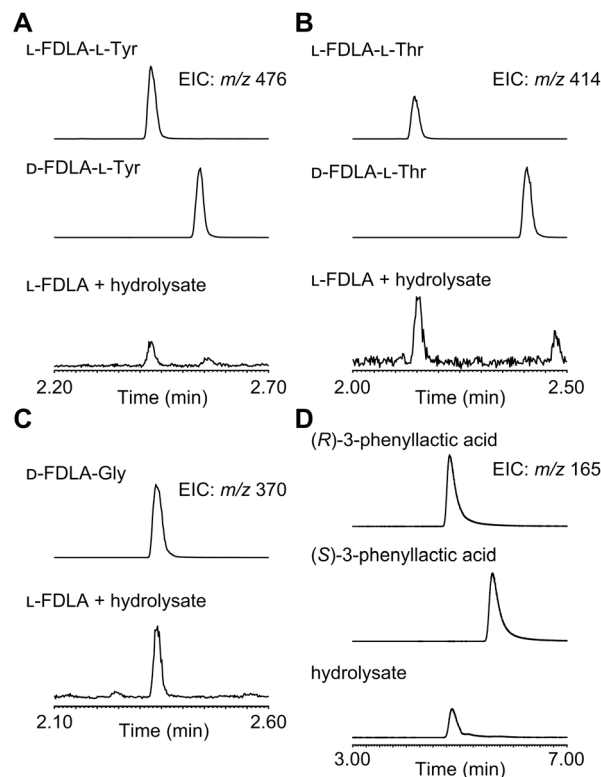 A
ʟ-FDLA-ʟ-Tyr
EIC: m/z 476
ᴅ-FDLA-ʟ-Tyr
ʟ-FDLA + hydrolysate
2.20 2.70
Time (min)
B
ʟ-FDLA-ʟ-Thr
EIC: m/z 414
ᴅ-FDLA-ʟ-Thr
ʟ-FDLA + hydrolysate
2.00 2.50
Time (min)
C
ᴅ-FDLA-Gly
EIC: m/z 370
ʟ-FDLA + hydrolysate
2.10 2.60
Time (min)
D
(R)-3-phenyllactic acid
EIC: m/z 165
(S)-3-phenyllactic acid
hydrolysate
3.00 7.00
Time (min)